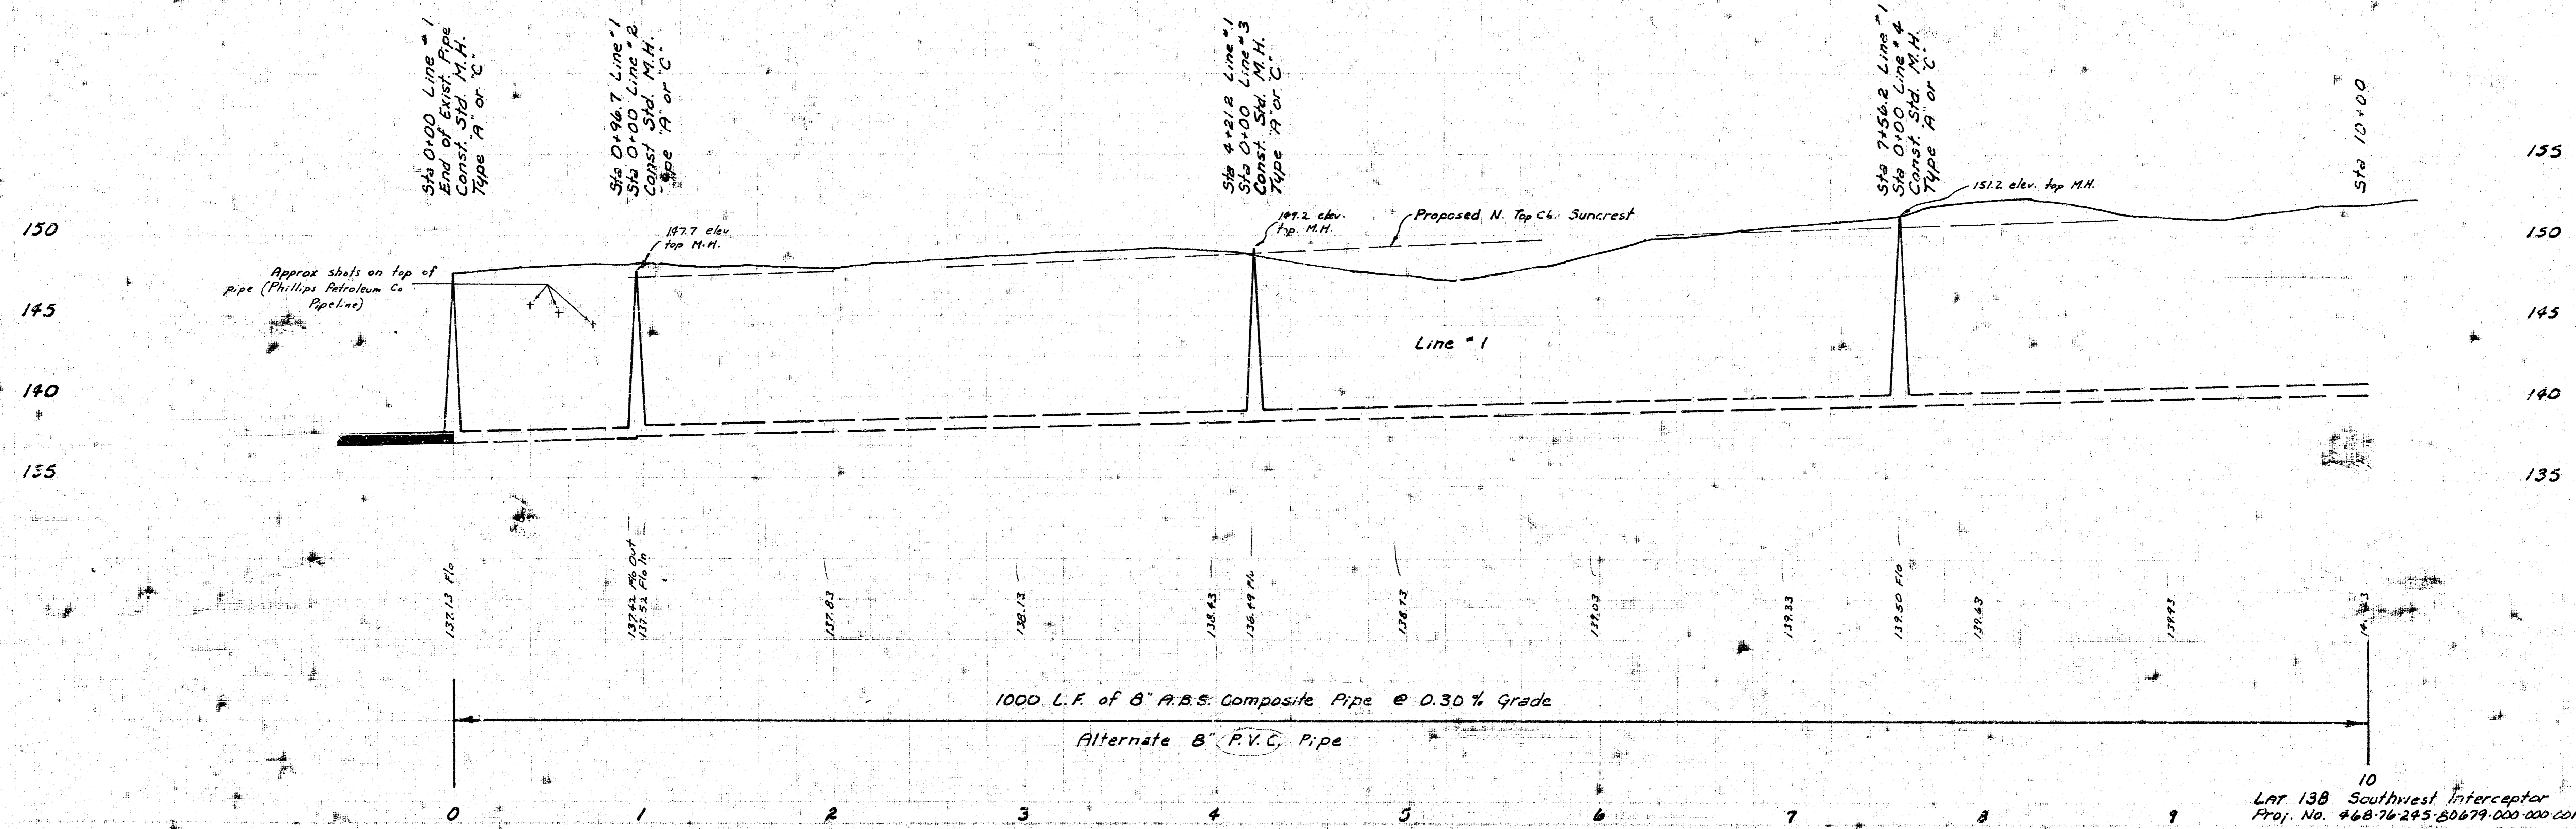 Sta 0+00 Line #1
End of Exist. Pipe
Const. Std. M.H.
Type "A" or "C"
Sta 0+96.7 Line #1
Sta 0+00 Line #2
Const Std. M.H.
Type "A" or "C"
Sta 4+21.2 Line #1
Sta 0+00 Line #3
Const. Std. M.H.
Type "A" or "C"
Sta 7+56.2 Line #1
Sta 0+00 Line #4
Const. Std. M.H.
Type "A" or "C"
Sta 10+00
155
150
145
140
135
150
145
140
135
147.7 elev
top M.H.
149.2 elev.
top. M.H.
Proposed N. Top Cb. Suncrest
151.2 elev. top M.H.
Approx shots on top of
pipe (Phillips Petroleum Co
Pipeline)
Line #1
137.13 Flo
137.42 Flo Out
137.52 Flo In
137.83
138.13
138.43
138.49 Flo
138.73
139.03
139.33
139.50 Flo
139.63
139.93
1000 L.F. of 8" A.B.S. Composite Pipe @ 0.30% Grade
Alternate 8" P.V.C. Pipe
0 1 2 3 4 5 6 7 8 9 10
LAT 138 Southwest Interceptor
Proj. No. 468-76-245-80679-000-000